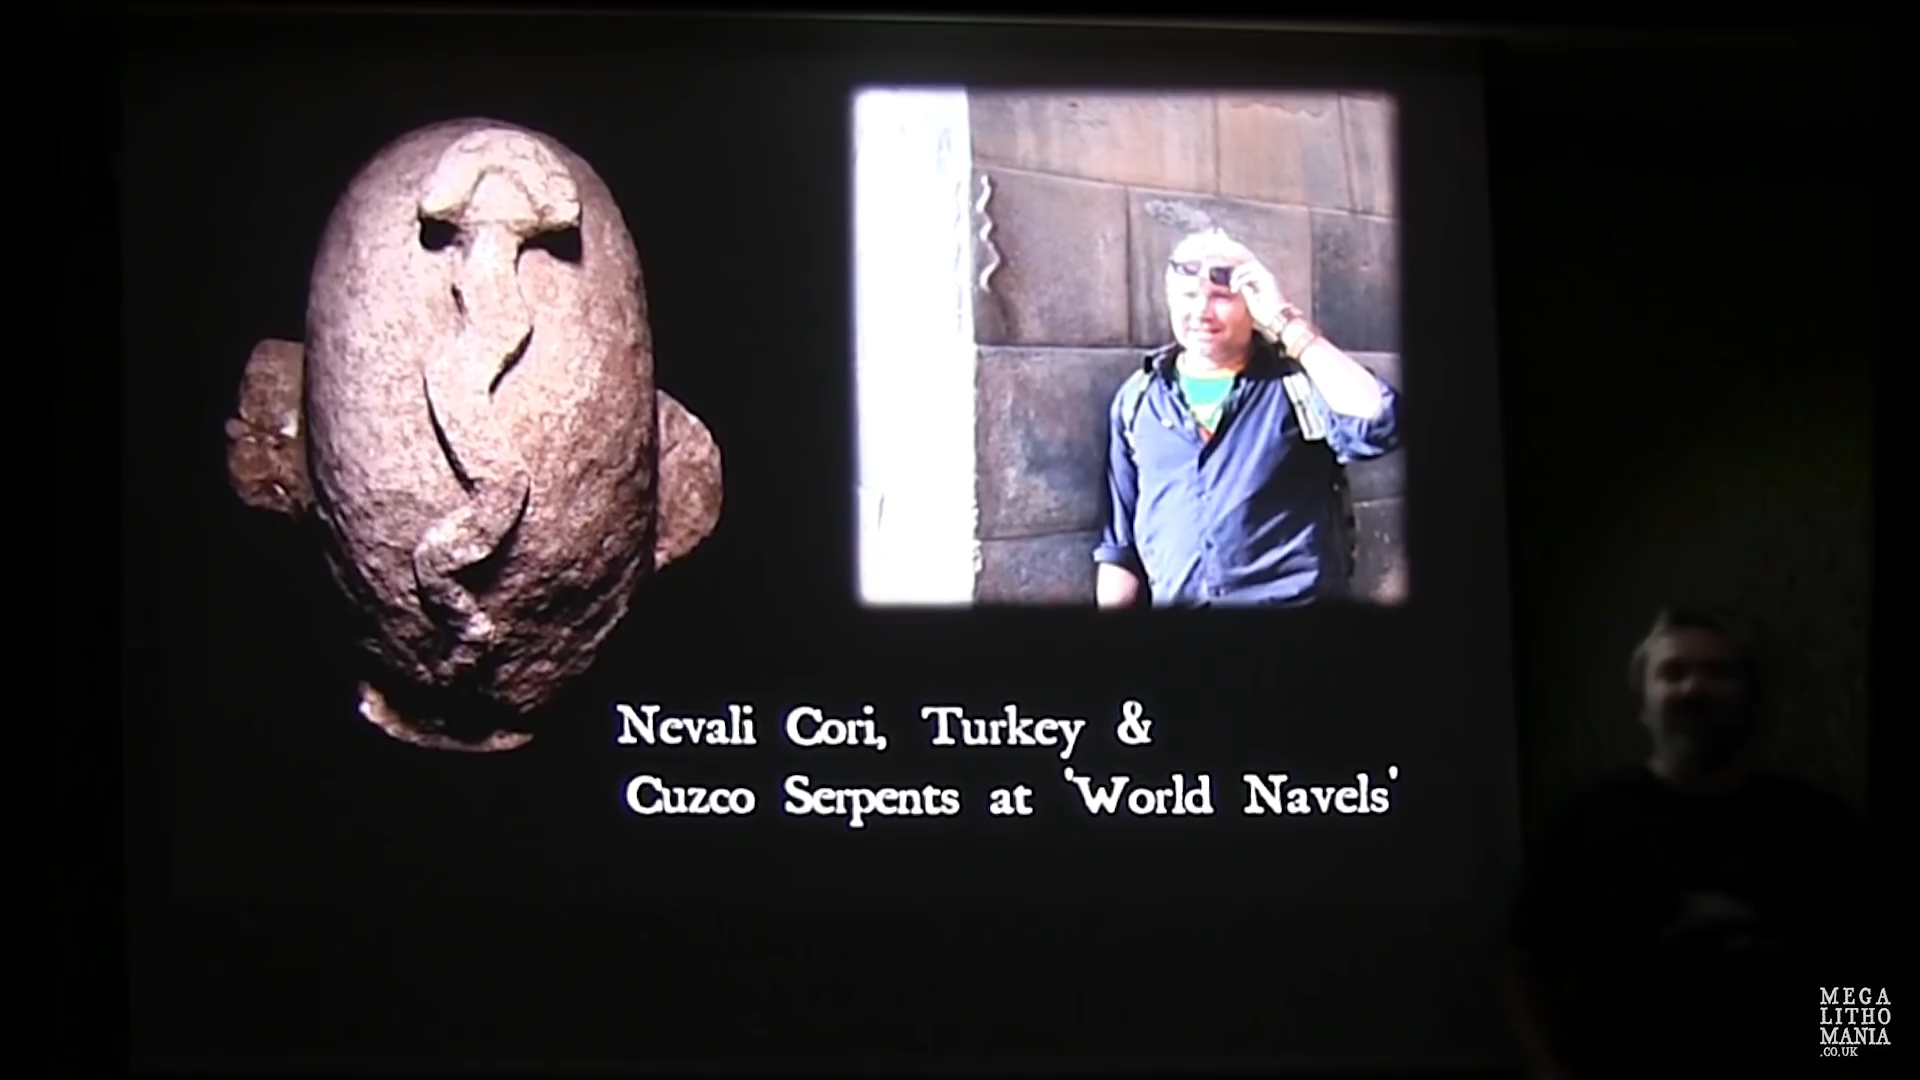 Nevali Cori, Turkey &
Cuzco Serpents at 'World Navels'
MEGA
LITHO
MANIA
.CO.UK